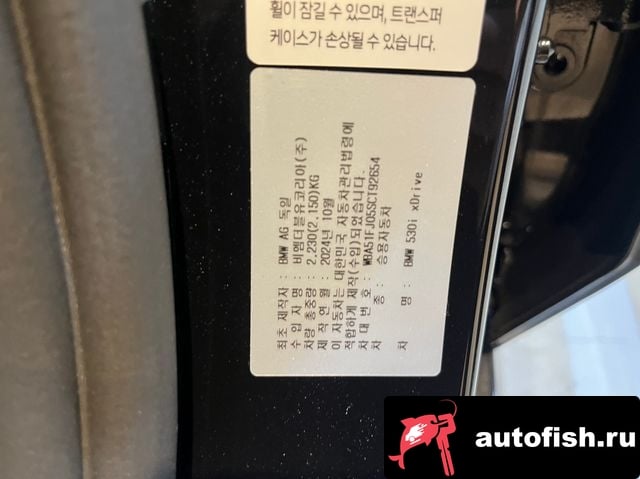 휠이 잠길 수 있으며, 트랜스퍼
케이스가 손상될 수 있습니다.
최초 제작자 : BMW AG 독일
수 입 자 명 : 비엠더블유코리아(주)
차량 총중량 : 2,230(2,150)KG
제 작 연 월 : 2024년 10월
이 자동차는 대한민국 자동차관리법령에
적합하게 제작(수입)되었습니다.
차 대 번 호 : WBA51FJ05SCT92654
차 종 : 승용자동차
차 명 : BMW 530i xDrive
autofish.ru